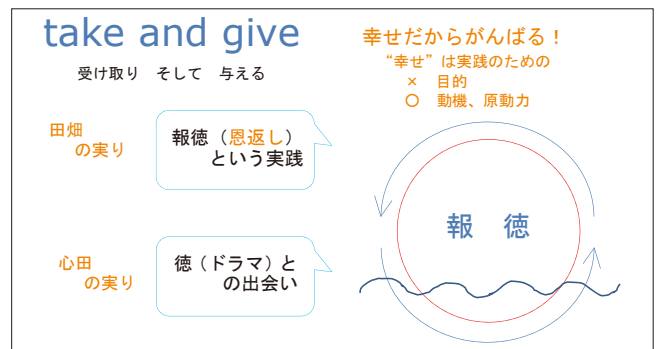 take and give
受け取り そして 与える
幸せだからがんばる！
“幸せ”は実践のための
× 目的
〇 動機、原動力
田畑
の実り
報徳（恩返し）
という実践
心田
の実り
徳（ドラマ）と
の出会い
報 徳